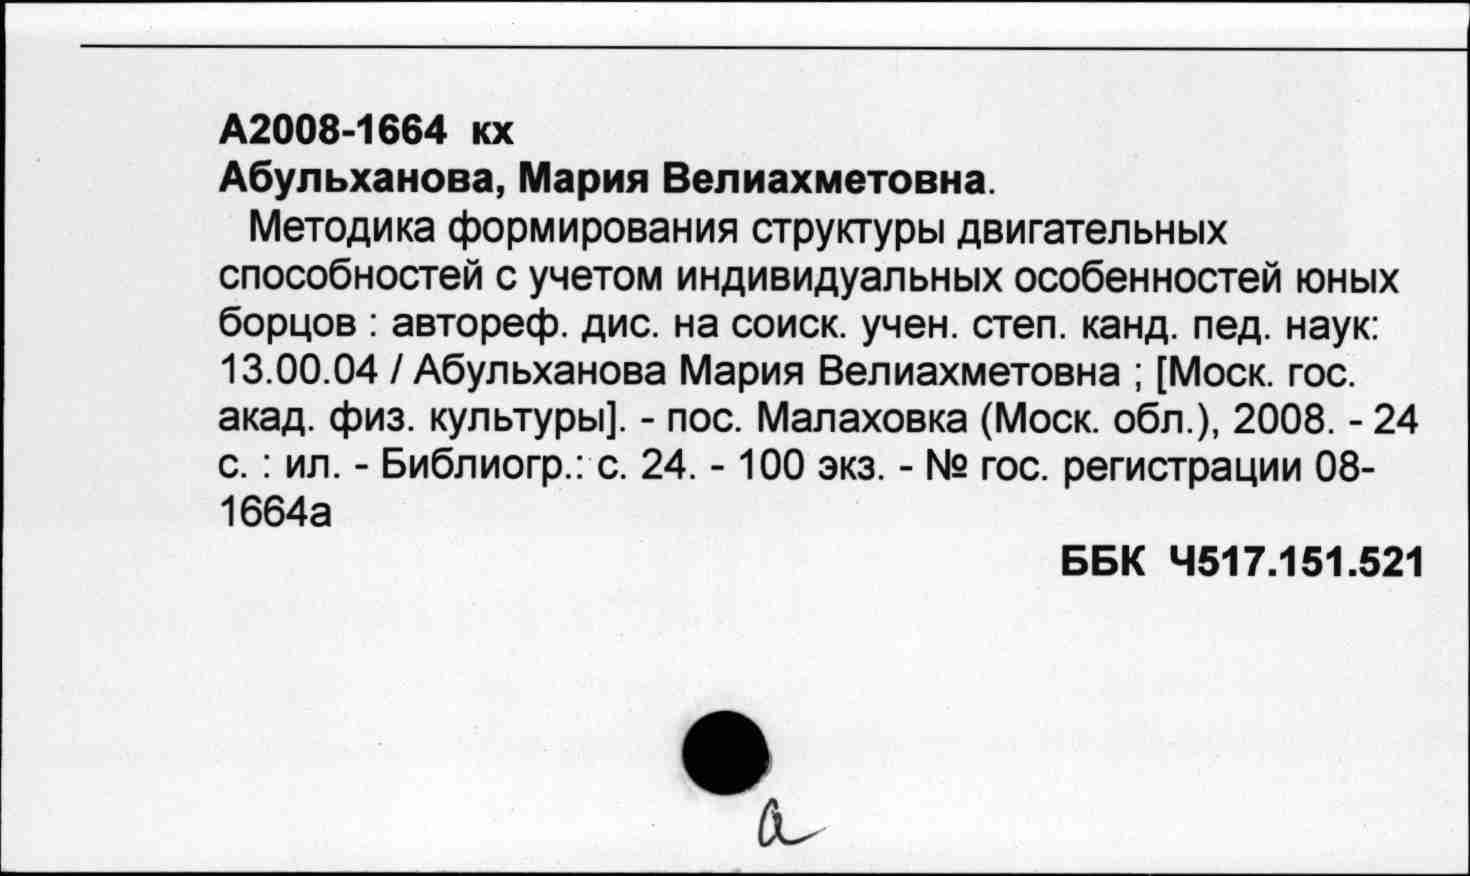 А2008-1664 кх
Абульханова, Мария Велиахметовна.
Методика формирования структуры двигательных
способностей с учетом индивидуальных особенностей юных
борцов : автореф. дис. на соиск. учен. степ. канд. пед. наук:
13.00.04 / Абульханова Мария Велиахметовна ; [Моск. гос.
акад. физ. культуры]. - пос. Малаховка (Моск. обл.), 2008. - 24
с. : ил. - Библиогр.: с. 24. - 100 экз. - № гос. регистрации 08-
1664а
ББК Ч517.151.521
а